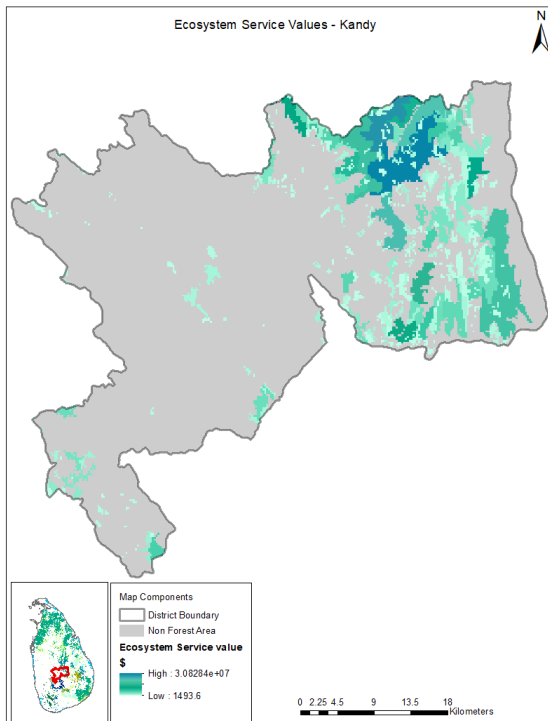 Ecosystem Service Values - Kandy
N
Map Components
District Boundary
Non Forest Area
Ecosystem Service value
$
High : 3.08284e+07
Low : 1493.6
0 2.25 4.5 9 13.5 18
Kilometers